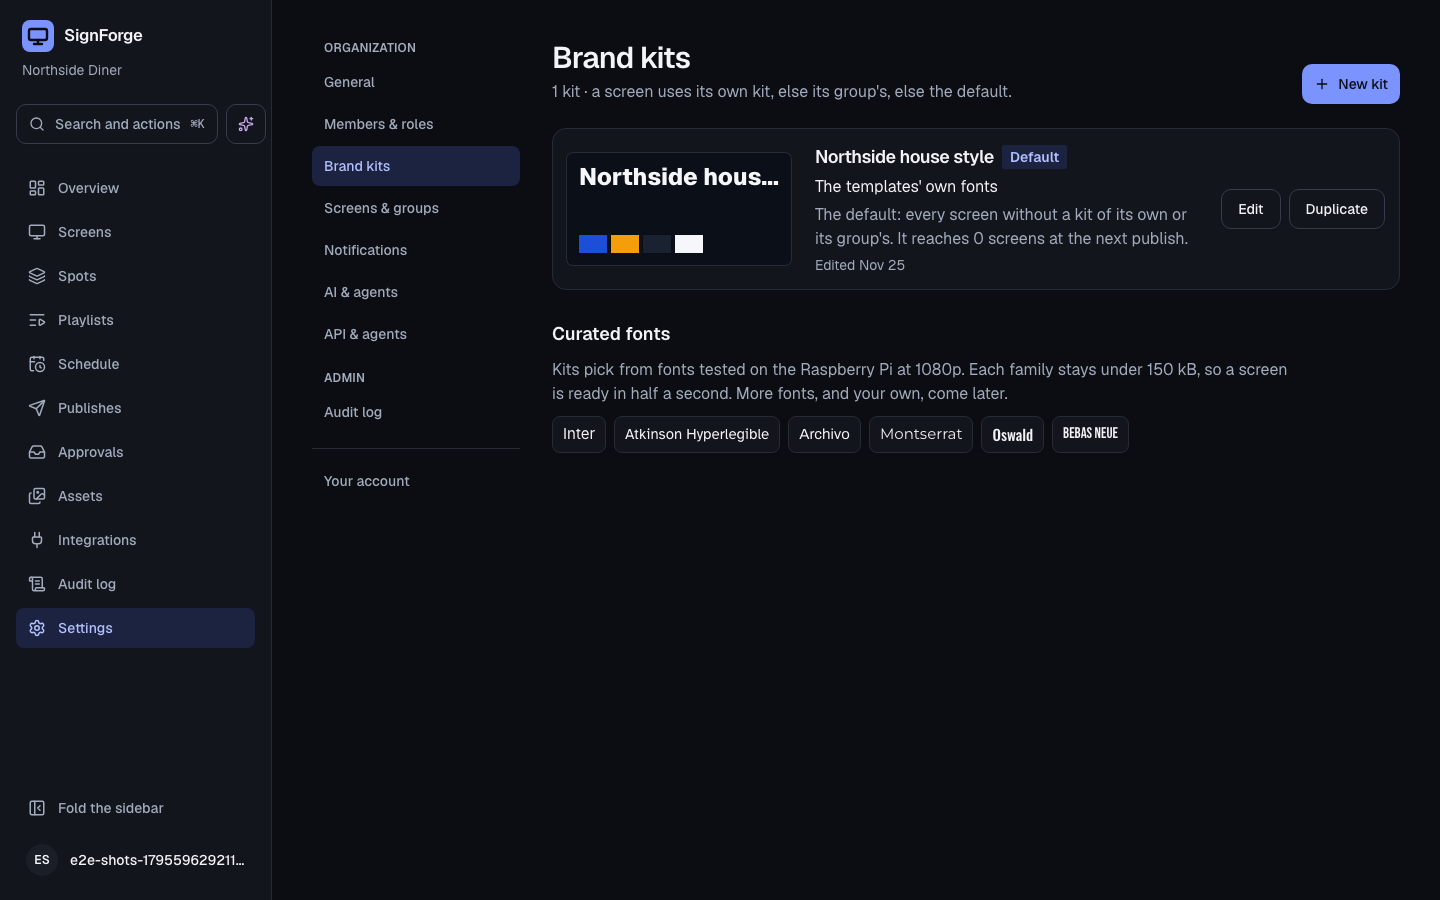 SignForge
Northside Diner
Search and actions ⌘K
Overview
Screens
Spots
Playlists
Schedule
Publishes
Approvals
Assets
Integrations
Audit log
Settings
Fold the sidebar
ES e2e-shots-179559629211...
ORGANIZATION
General
Members & roles
Brand kits
Screens & groups
Notifications
AI & agents
API & agents
ADMIN
Audit log
Your account
Brand kits
1 kit · a screen uses its own kit, else its group's, else the default.
New kit
Northside hous...
Northside house style Default
The templates' own fonts
The default: every screen without a kit of its own or
its group's. It reaches 0 screens at the next publish.
Edited Nov 25
Edit Duplicate
Curated fonts
Kits pick from fonts tested on the Raspberry Pi at 1080p. Each family stays under 150 kB, so a screen
is ready in half a second. More fonts, and your own, come later.
Inter Atkinson Hyperlegible Archivo Montserrat Oswald BEBAS NEUE